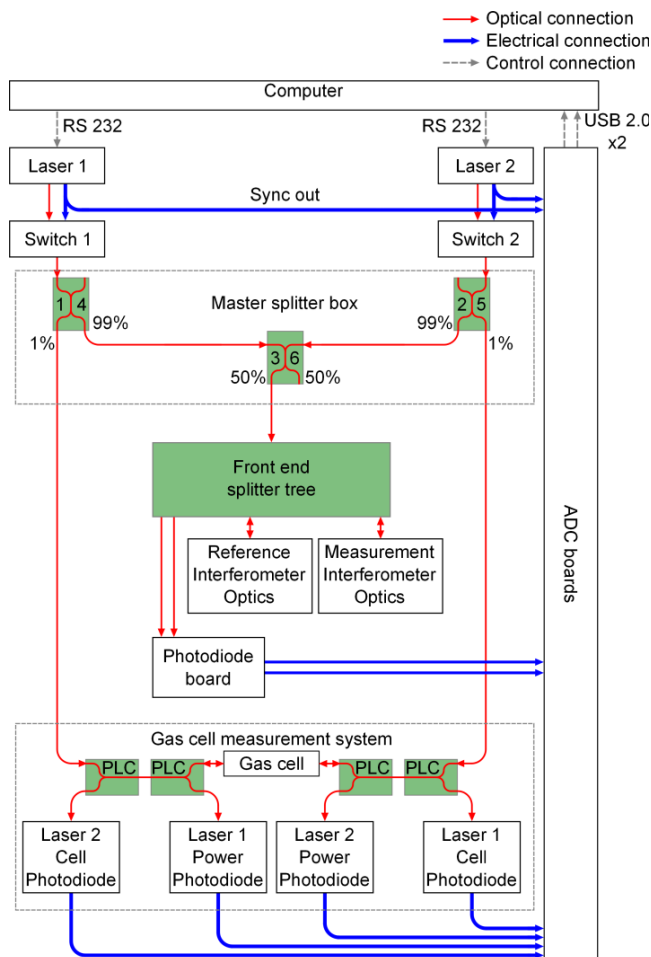 Optical connection
Electrical connection
Control connection
Computer
RS 232
RS 232
USB 2.0
x2
Laser 1
Laser 2
Sync out
Switch 1
Switch 2
Master splitter box
1 4
2 5
99%
99%
1%
1%
3 6
50%
50%
Front end
splitter tree
Reference
Interferometer
Optics
Measurement
Interferometer
Optics
ADC boards
Photodiode
board
Gas cell measurement system
PLC
PLC
Gas cell
PLC
PLC
Laser 2
Cell
Photodiode
Laser 1
Power
Photodiode
Laser 2
Power
Photodiode
Laser 1
Cell
Photodiode